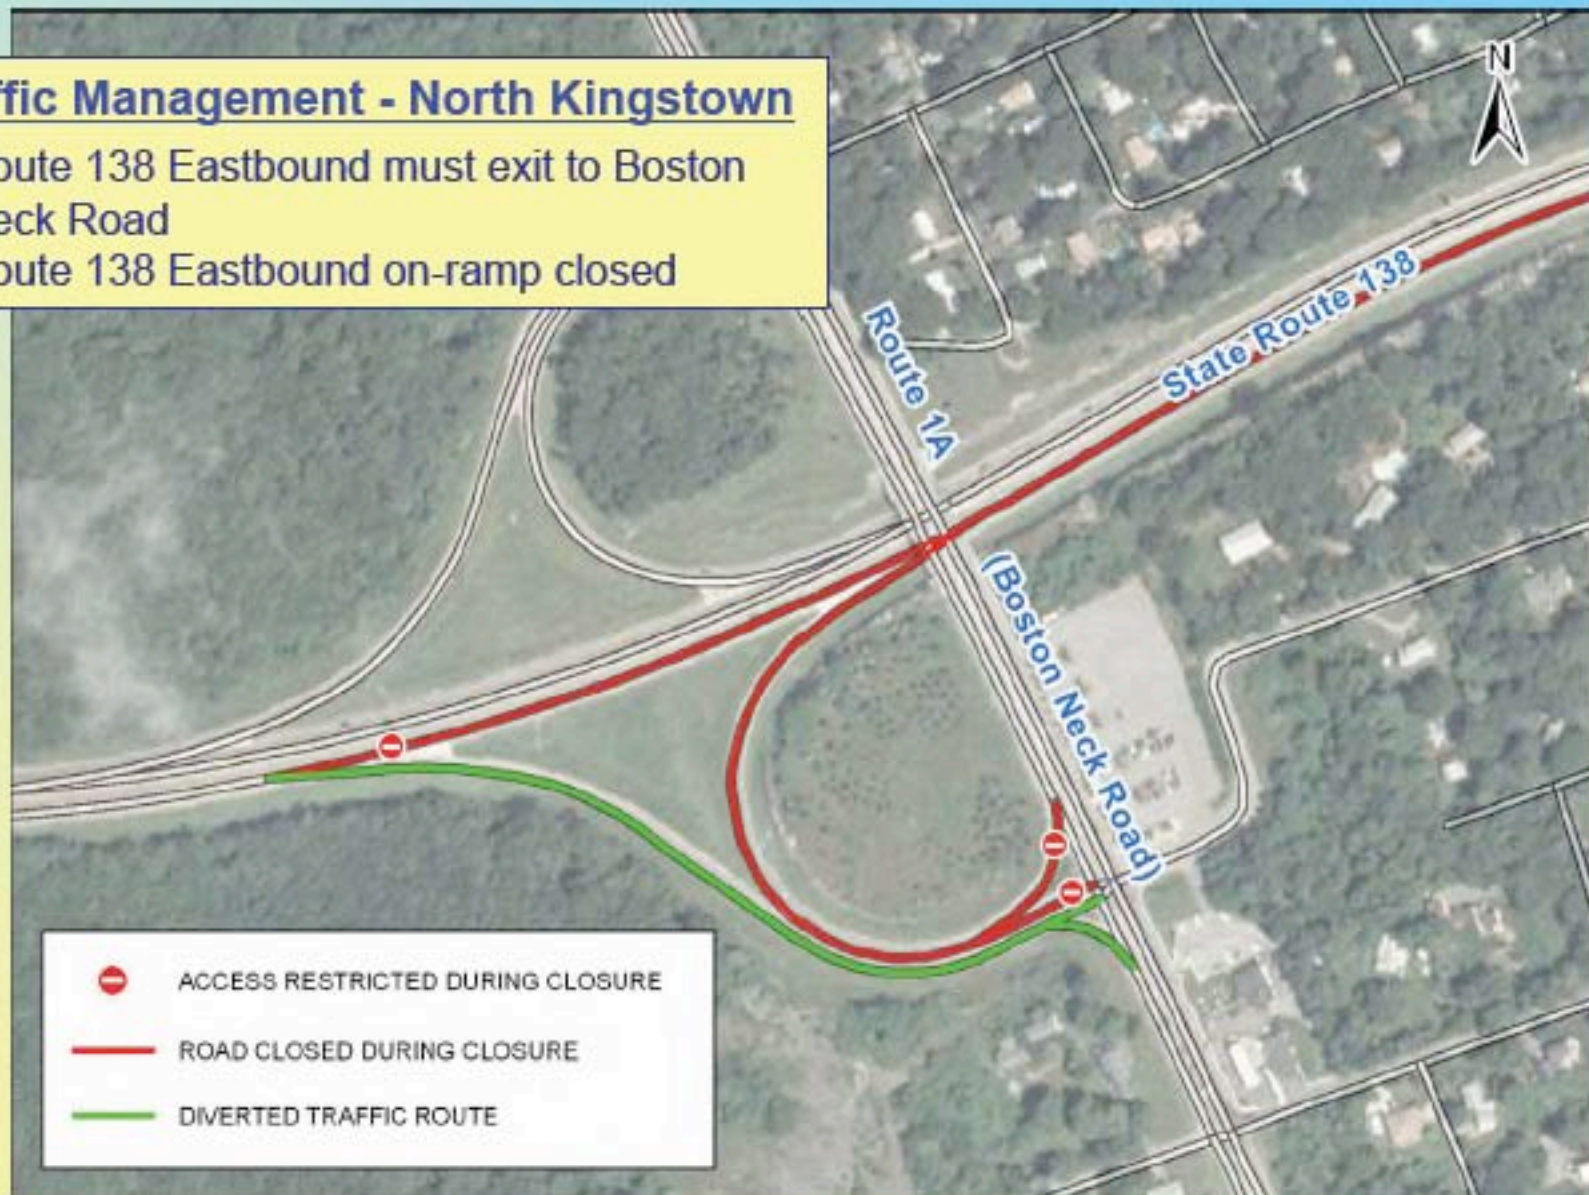 ffic Management - North Kingstown
oute 138 Eastbound must exit to Boston
eck Road
oute 138 Eastbound on-ramp closed
N
Route 1A
State Route 138
(Boston Neck Road)
ACCESS RESTRICTED DURING CLOSURE
ROAD CLOSED DURING CLOSURE
DIVERTED TRAFFIC ROUTE